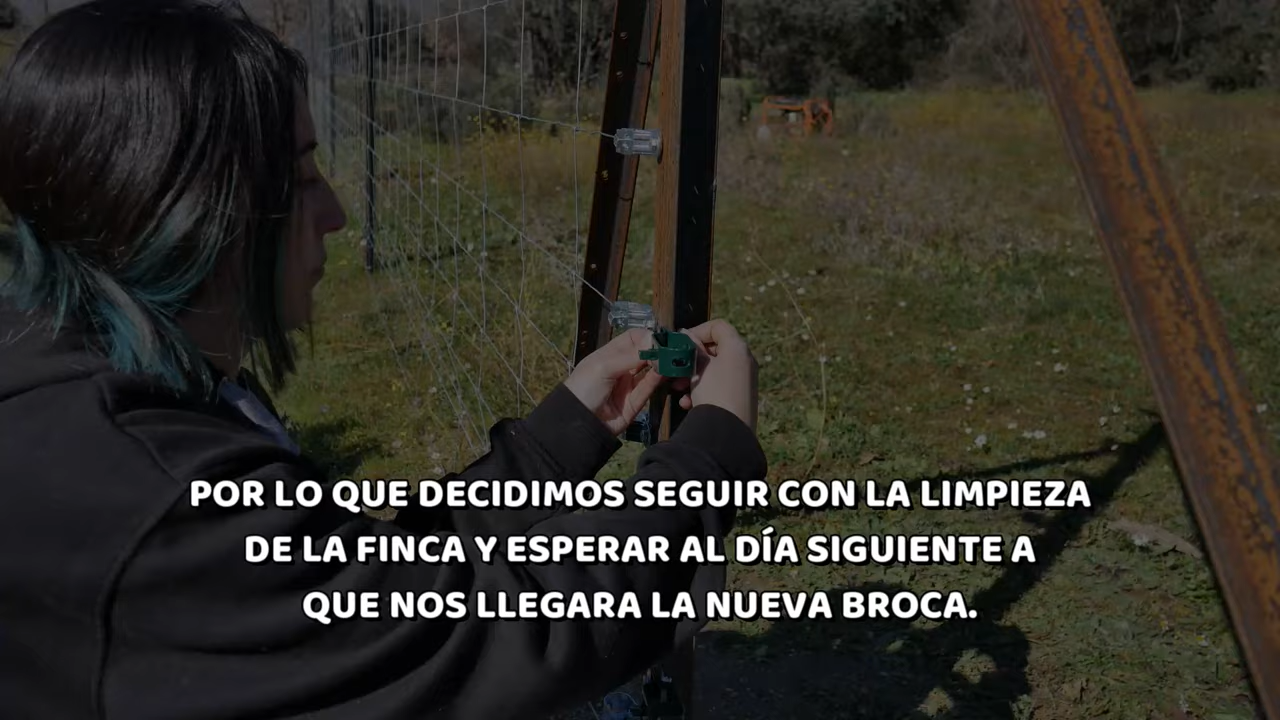 POR LO QUE DECIDIMOS SEGUIR CON LA LIMPIEZA
DE LA FINCA Y ESPERAR AL DÍA SIGUIENTE A
QUE NOS LLEGARA LA NUEVA BROCA.